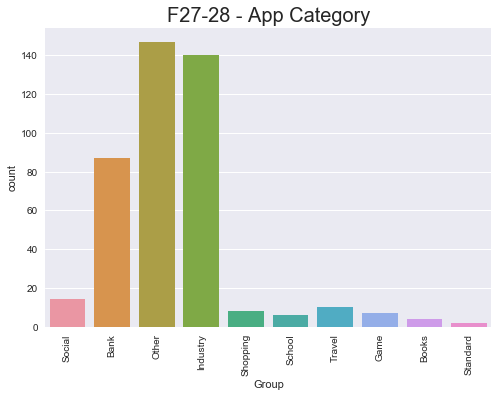 F27-28 - App Category
count
140
120
100
80
60
40
20
0
Social
Bank
Other
Industry
Shopping
School
Travel
Game
Books
Standard
Group